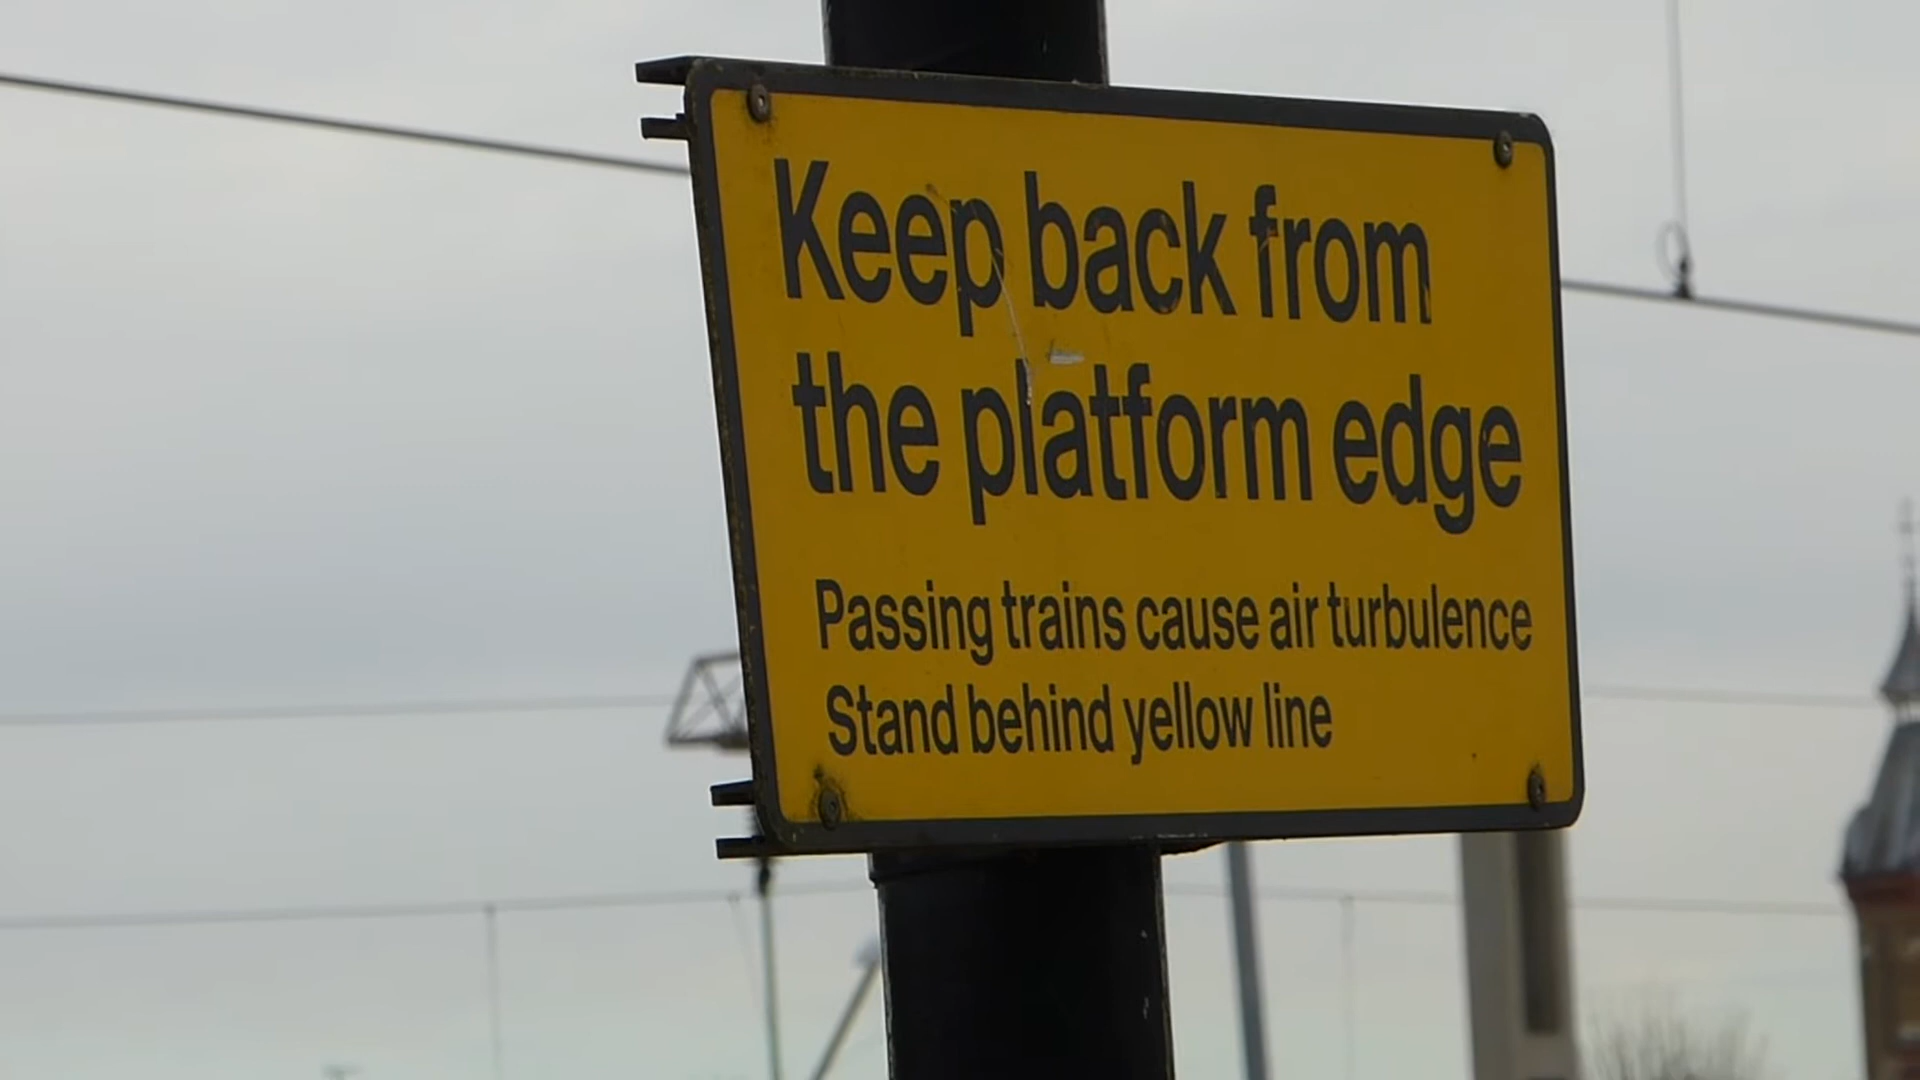 Keep back from
the platform edge
Passing trains cause air turbulence
Stand behind yellow line